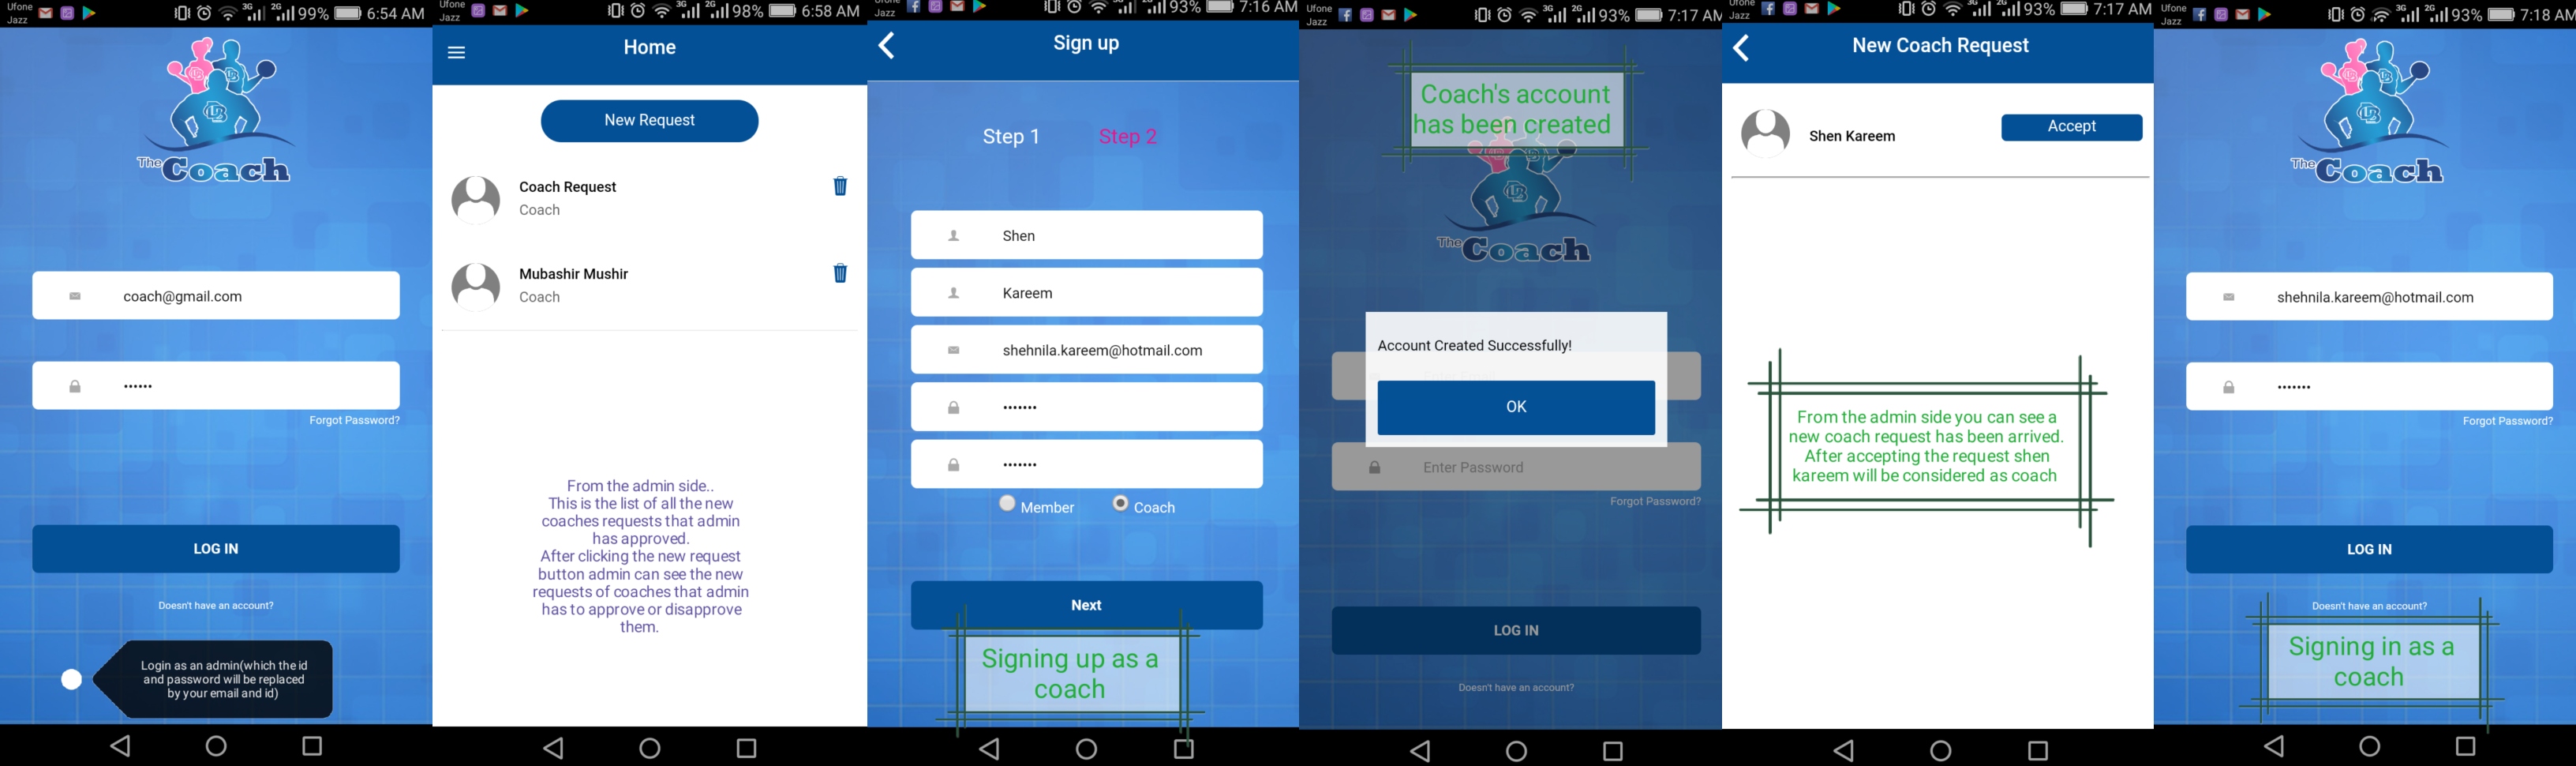 Ufone
Jazz
3G
2G
99%
6:54 AM
The
Coach
coach@gmail.com
••••••
Forgot Password?
LOG IN
Doesn't have an account?
Login as an admin(which the id
and password will be replaced
by your email and id)
Ufone
Jazz
3G
2G
98%
6:58 AM
Home
New Request
Coach Request
Coach
Mubashir Mushir
Coach
From the admin side..
This is the list of all the new
coaches requests that admin
has approved.
After clicking the new request
button admin can see the new
requests of coaches that admin
has to approve or disapprove
them.
Jazz
93%
7:16 AM
Sign up
Step 1
Step 2
Shen
Kareem
shehnila.kareem@hotmail.com
•••••••
•••••••
Member
Coach
Next
Signing up as a
coach
Ufone
Jazz
3G
2G
93%
7:17 AM
Coach's account
has been created
The
Coach
Account Created Successfully!
OK
Enter Password
Forgot Password?
LOG IN
Doesn't have an account?
Ufone
Jazz
3G
2G
93%
7:17 AM
New Coach Request
Shen Kareem
Accept
From the admin side you can see a
new coach request has been arrived.
After accepting the request shen
kareem will be considered as coach
Ufone
Jazz
3G
2G
93%
7:18 AM
The
Coach
shehnila.kareem@hotmail.com
•••••••
Forgot Password?
LOG IN
Doesn't have an account?
Signing in as a
coach